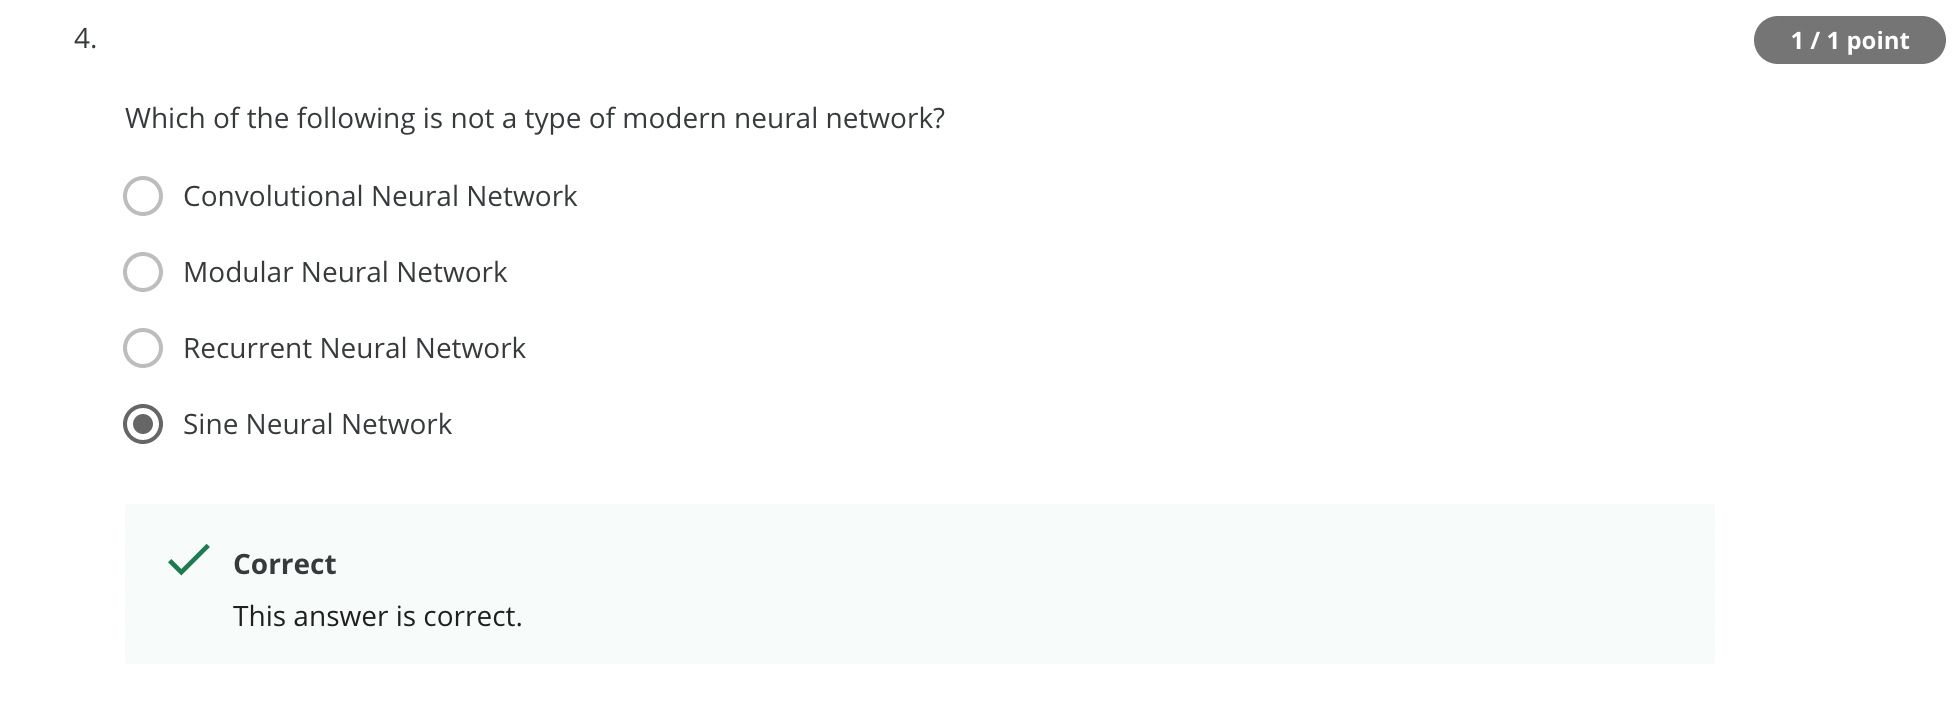 4.
1 / 1 point
Which of the following is not a type of modern neural network?
Convolutional Neural Network
Modular Neural Network
Recurrent Neural Network
Sine Neural Network
Correct
This answer is correct.